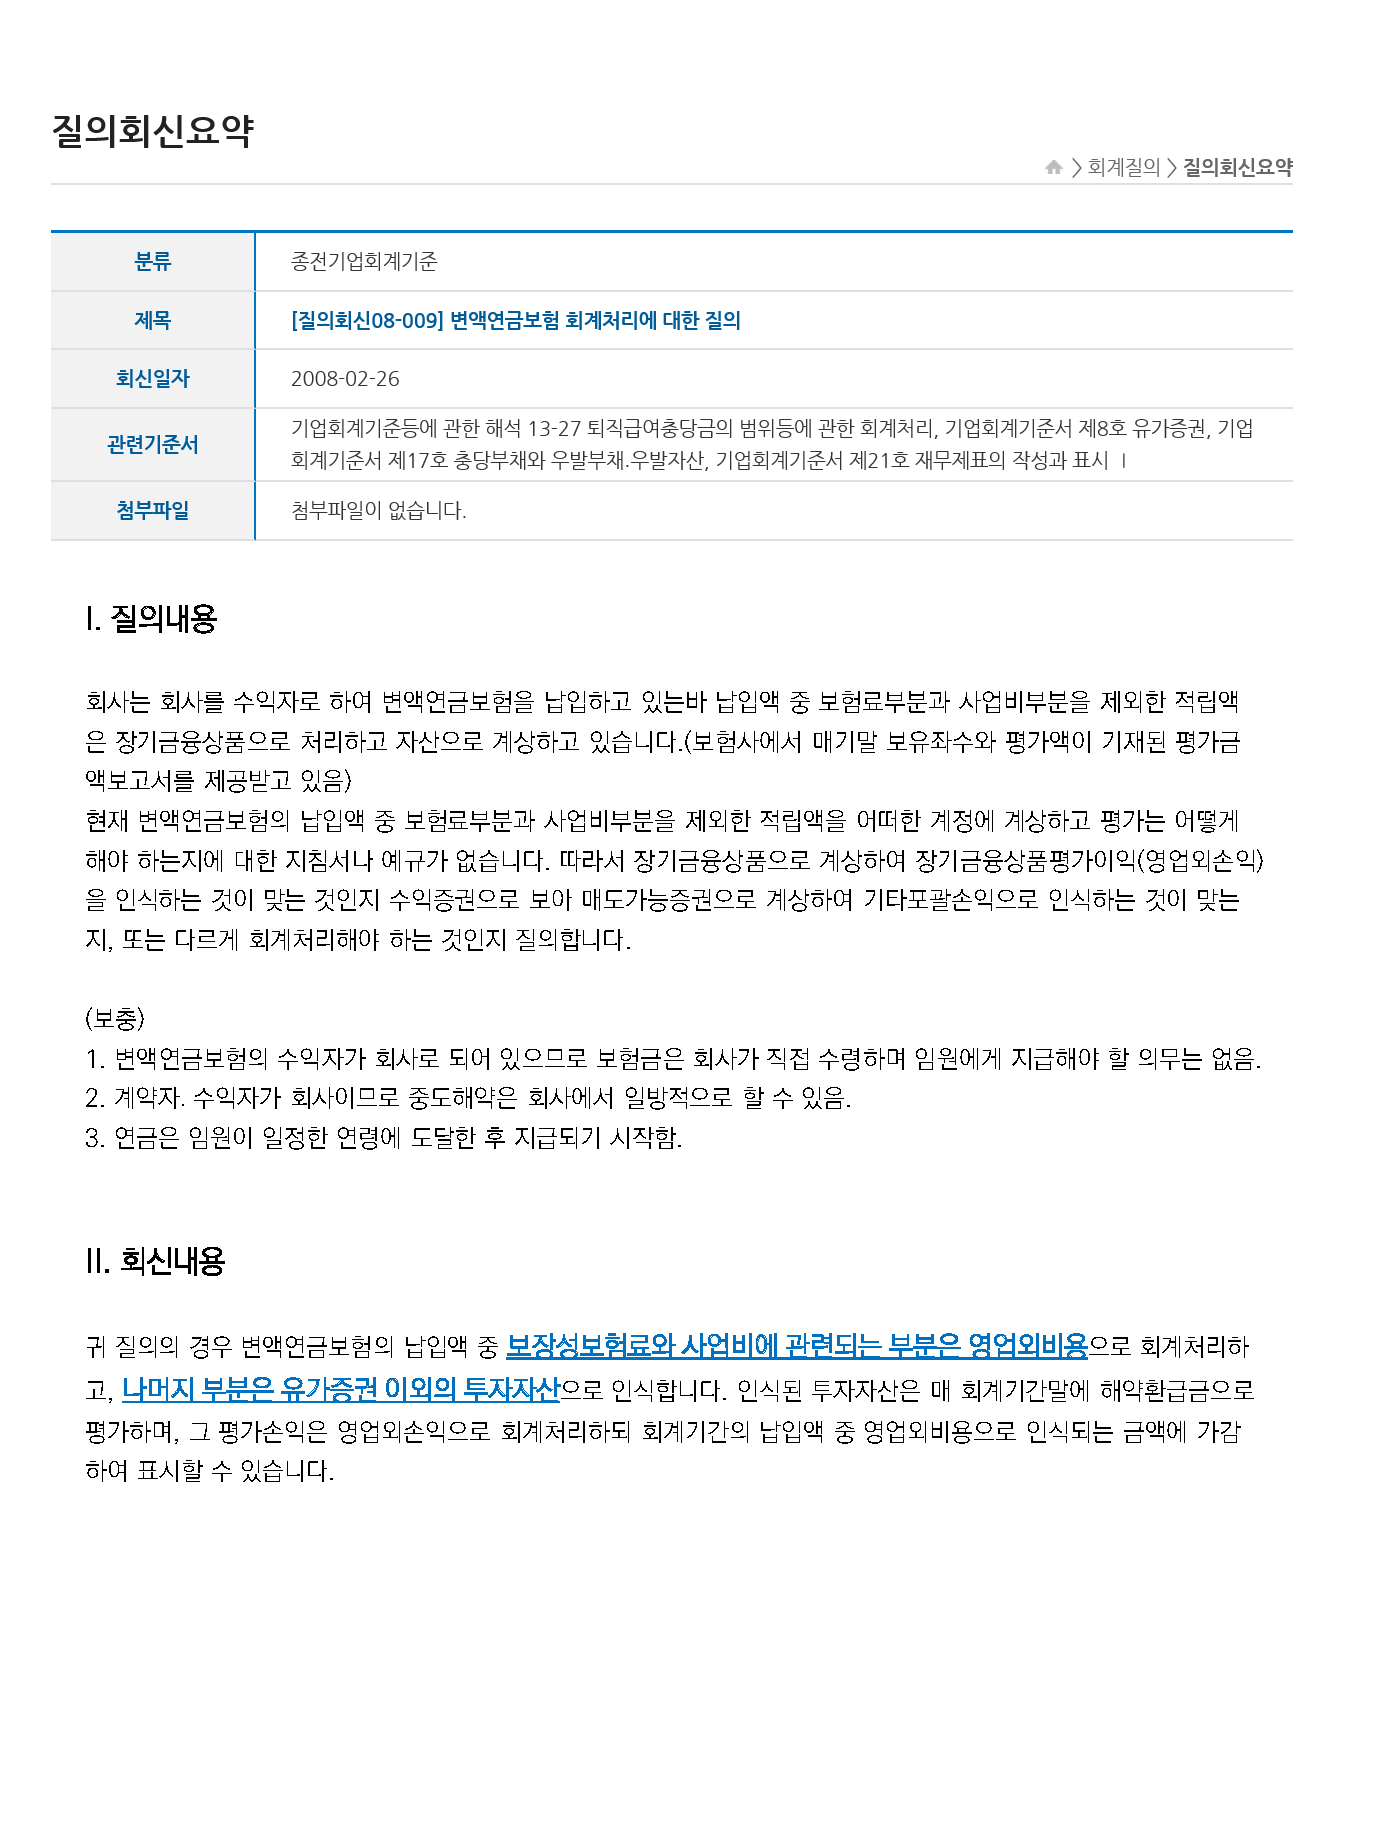 질의회신요약
> 회계질의 > 질의회신요약
분류 종전기업회계기준
제목 [질의회신08-009] 변액연금보험 회계처리에 대한 질의
회신일자 2008-02-26
관련기준서 기업회계기준등에 관한 해석 13-27 퇴직급여충당금의 범위등에 관한 회계처리, 기업회계기준서 제8호 유가증권, 기업
회계기준서 제17호 충당부채와 우발부채.우발자산, 기업회계기준서 제21호 재무제표의 작성과 표시 Ⅰ
첨부파일 첨부파일이 없습니다.
I. 질의내용
회사는 회사를 수익자로 하여 변액연금보험을 납입하고 있는바 납입액 중 보험료부분과 사업비부분을 제외한 적립액
은 장기금융상품으로 처리하고 자산으로 계상하고 있습니다.(보험사에서 매기말 보유좌수와 평가액이 기재된 평가금
액보고서를 제공받고 있음)
현재 변액연금보험의 납입액 중 보험료부분과 사업비부분을 제외한 적립액을 어떠한 계정에 계상하고 평가는 어떻게
해야 하는지에 대한 지침서나 예규가 없습니다. 따라서 장기금융상품으로 계상하여 장기금융상품평가이익(영업외손익)
을 인식하는 것이 맞는 것인지 수익증권으로 보아 매도가능증권으로 계상하여 기타포괄손익으로 인식하는 것이 맞는
지, 또는 다르게 회계처리해야 하는 것인지 질의합니다.
(보충)
1. 변액연금보험의 수익자가 회사로 되어 있으므로 보험금은 회사가 직접 수령하며 임원에게 지급해야 할 의무는 없음.
2. 계약자. 수익자가 회사이므로 중도해약은 회사에서 일방적으로 할 수 있음.
3. 연금은 임원이 일정한 연령에 도달한 후 지급되기 시작함.
II. 회신내용
귀 질의의 경우 변액연금보험의 납입액 중 보장성보험료와 사업비에 관련되는 부분은 영업외비용으로 회계처리하
고, 나머지 부분은 유가증권 이외의 투자자산으로 인식합니다. 인식된 투자자산은 매 회계기간말에 해약환급금으로
평가하며, 그 평가손익은 영업외손익으로 회계처리하되 회계기간의 납입액 중 영업외비용으로 인식되는 금액에 가감
하여 표시할 수 있습니다.